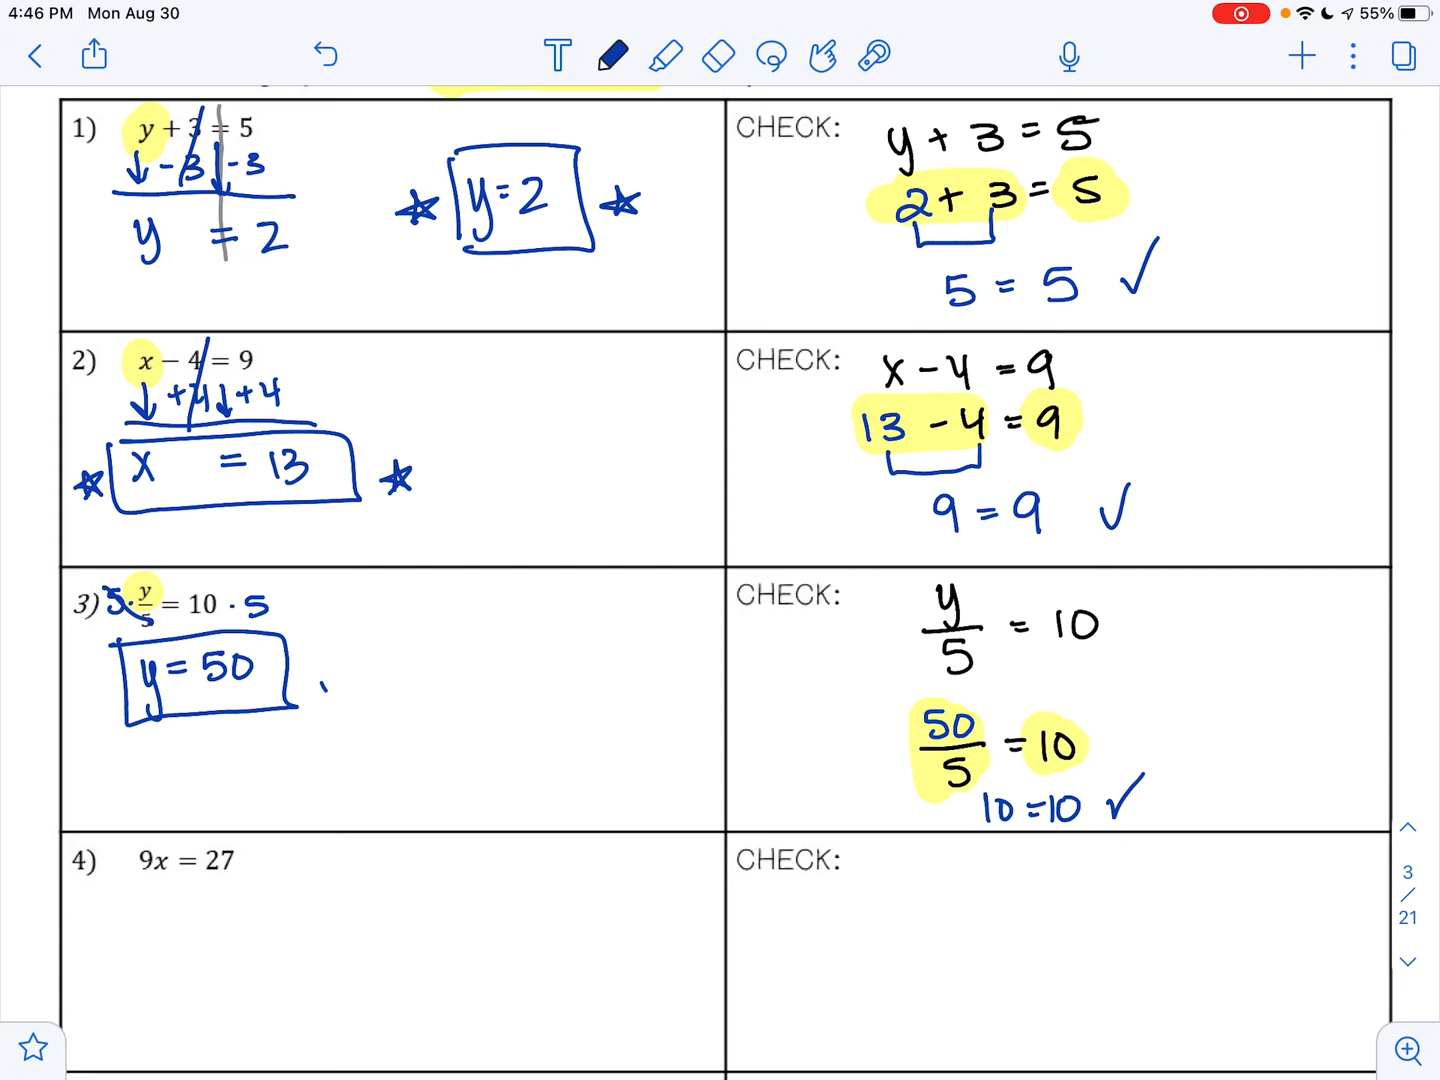 4:46 PM Mon Aug 30
55%
T
1) y + 3 = 5
- 3 - 3
y = 2
y = 2
CHECK: y + 3 = 5
2 + 3 = 5
5 = 5 ✓
2) x − 4 = 9
+ 4 + 4
x = 13
CHECK: x - 4 = 9
13 - 4 = 9
9 = 9 ✓
3) 5 · y/5 = 10 · 5
y = 50
CHECK: y/5 = 10
50/5 = 10
10 = 10 ✓
4) 9x = 27
CHECK:
3 / 21